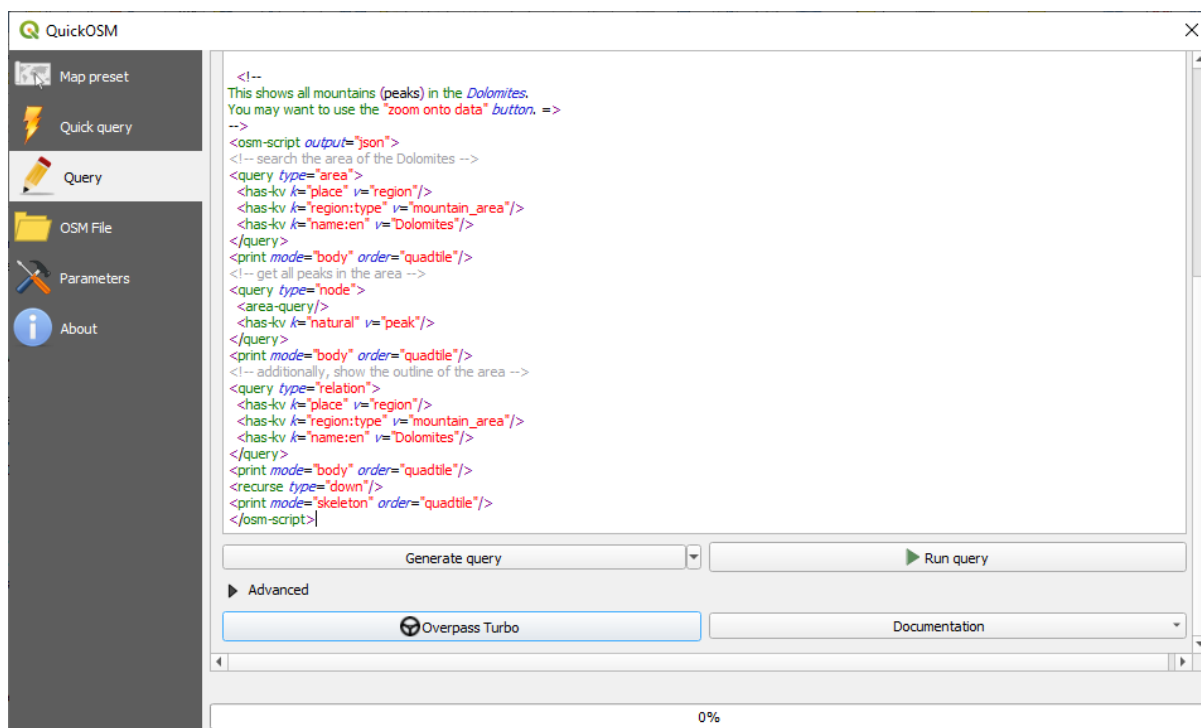 QuickOSM
Map preset
Quick query
Query
OSM File
Parameters
About
<!--
This shows all mountains (peaks) in the Dolomites.
You may want to use the "zoom onto data" button. =>
-->
<osm-script output="json">
<!-- search the area of the Dolomites -->
<query type="area">
<has-kv k="place" v="region"/>
<has-kv k="region:type" v="mountain_area"/>
<has-kv k="name:en" v="Dolomites"/>
</query>
<print mode="body" order="quadtile"/>
<!-- get all peaks in the area -->
<query type="node">
<area-query/>
<has-kv k="natural" v="peak"/>
</query>
<print mode="body" order="quadtile"/>
<!-- additionally, show the outline of the area -->
<query type="relation">
<has-kv k="place" v="region"/>
<has-kv k="region:type" v="mountain_area"/>
<has-kv k="name:en" v="Dolomites"/>
</query>
<print mode="body" order="quadtile"/>
<recurse type="down"/>
<print mode="skeleton" order="quadtile"/>
</osm-script>
Generate query
Run query
Advanced
Overpass Turbo
Documentation
0%